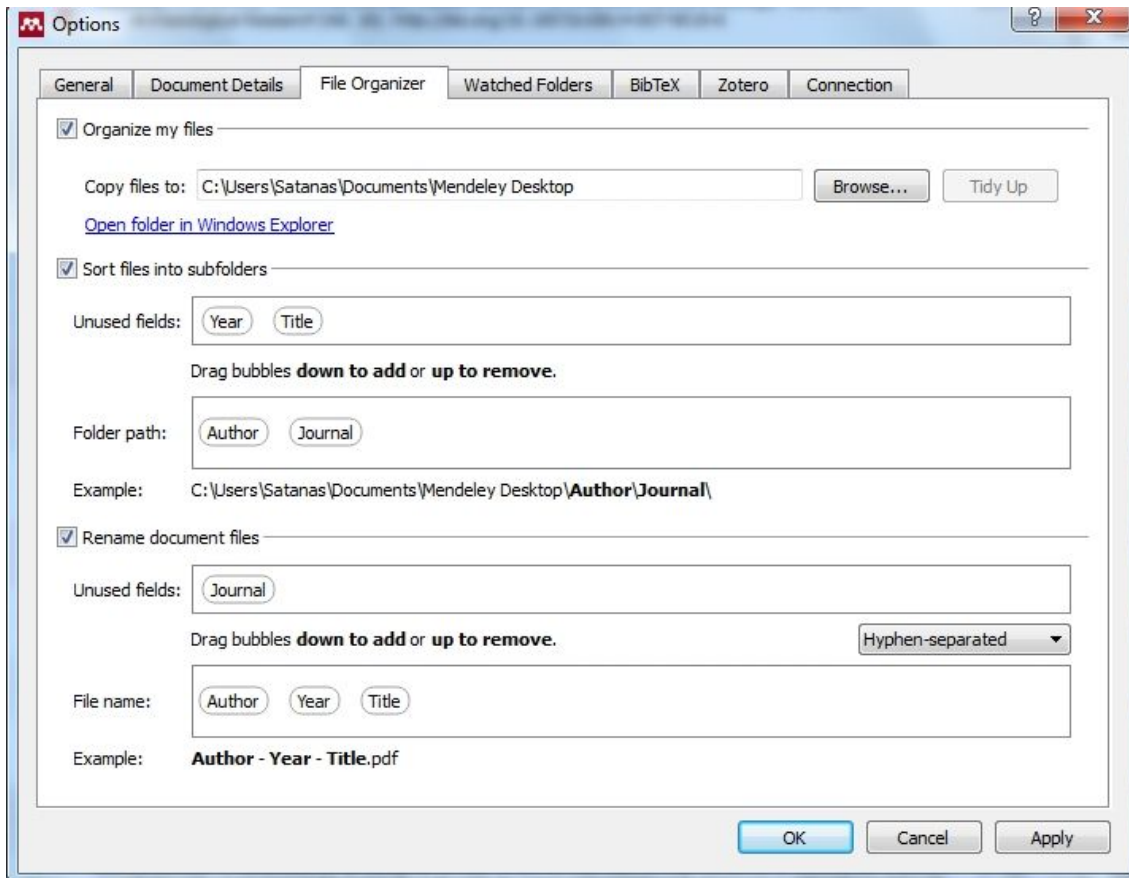 Options
General Document Details File Organizer Watched Folders BibTeX Zotero Connection
Organize my files
Copy files to: C:\Users\Satanas\Documents\Mendeley Desktop Browse... Tidy Up
Open folder in Windows Explorer
Sort files into subfolders
Unused fields: Year Title
Drag bubbles down to add or up to remove.
Folder path: Author Journal
Example: C:\Users\Satanas\Documents\Mendeley Desktop\Author\Journal\
Rename document files
Unused fields: Journal
Drag bubbles down to add or up to remove. Hyphen-separated
File name: Author Year Title
Example: Author - Year - Title.pdf
OK Cancel Apply